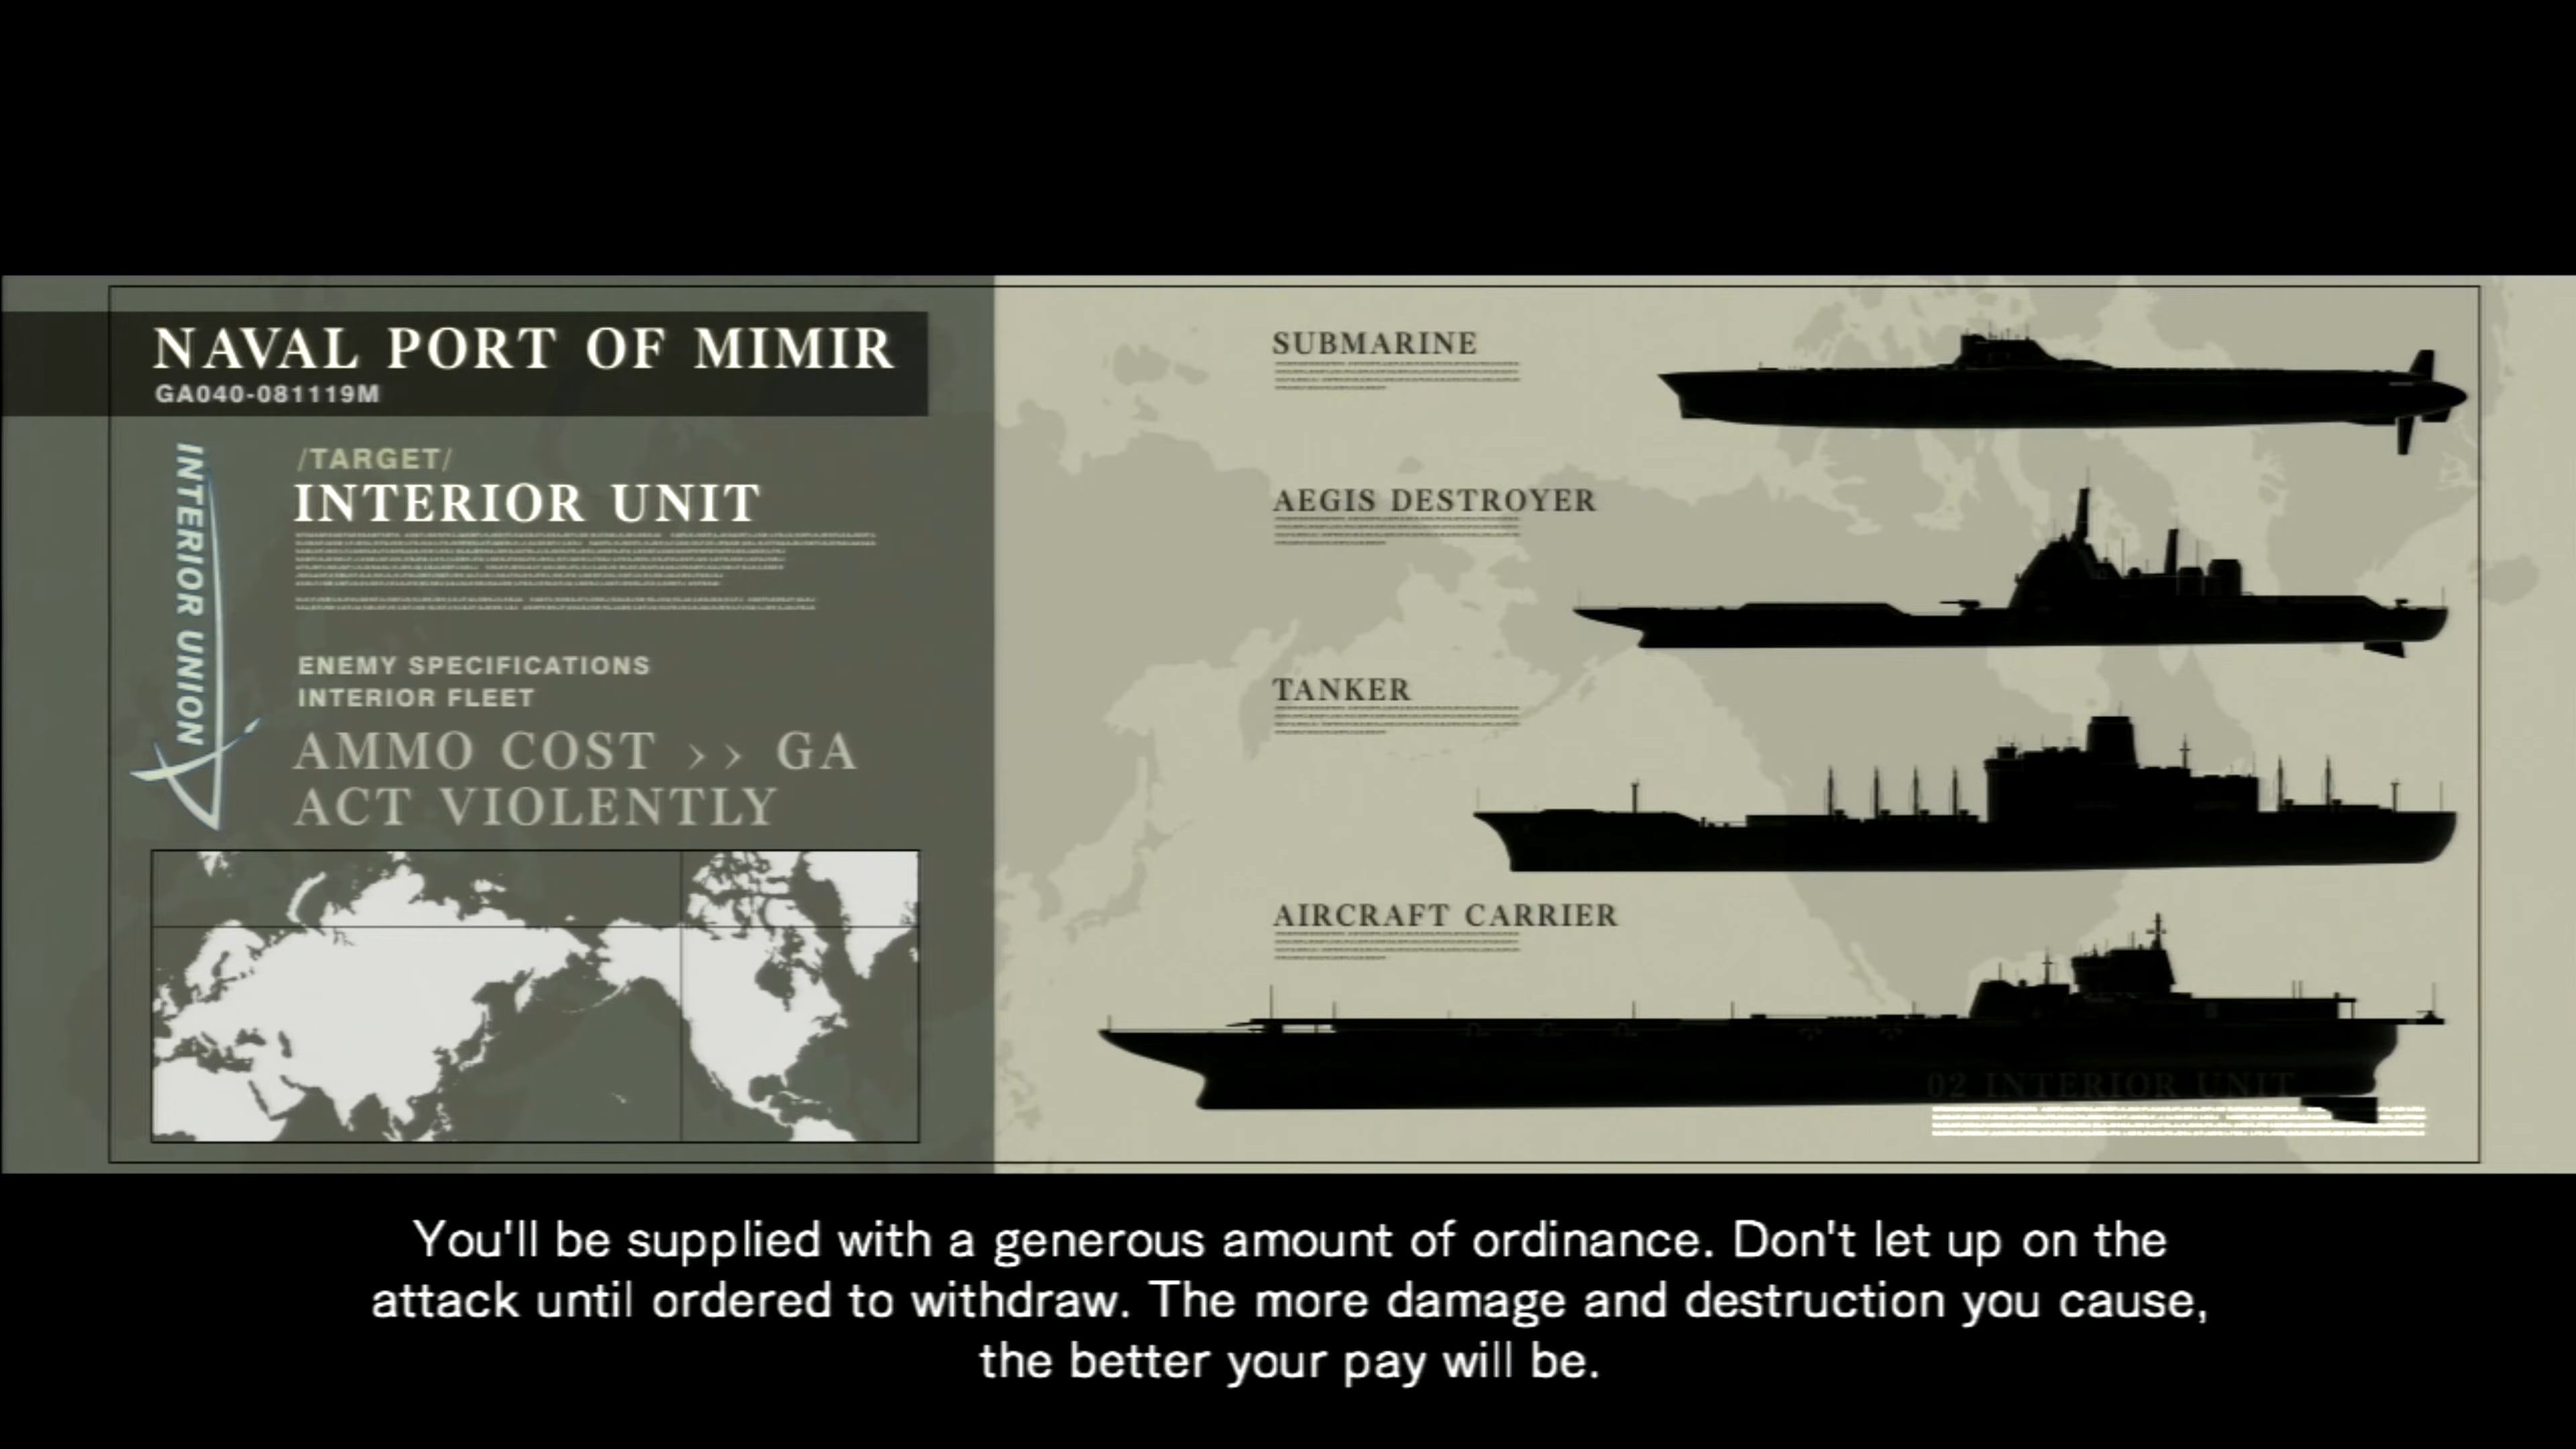 NAVAL PORT OF MIMIR
GA040-081119M
INTERIOR UNION
/TARGET/
INTERIOR UNIT
ENEMY SPECIFICATIONS
INTERIOR FLEET
AMMO COST >> GA
ACT VIOLENTLY
SUBMARINE
AEGIS DESTROYER
TANKER
AIRCRAFT CARRIER
02 INTERIOR UNIT
You'll be supplied with a generous amount of ordinance. Don't let up on the
attack until ordered to withdraw. The more damage and destruction you cause,
the better your pay will be.